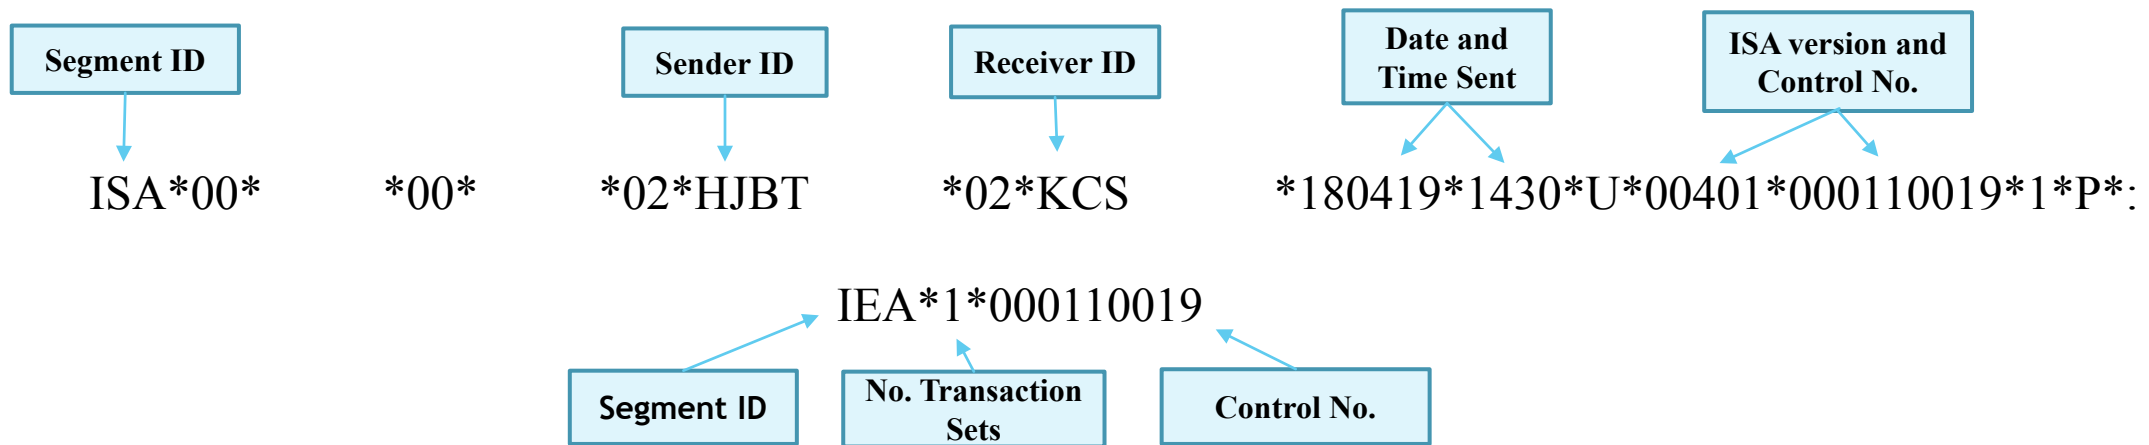 Segment ID
Sender ID
Receiver ID
Date and
Time Sent
ISA version and
Control No.
ISA*00*          *00*          *02*HJBT           *02*KCS            *180419*1430*U*00401*000110019*1*P*:
IEA*1*000110019
Segment ID
No. Transaction
Sets
Control No.